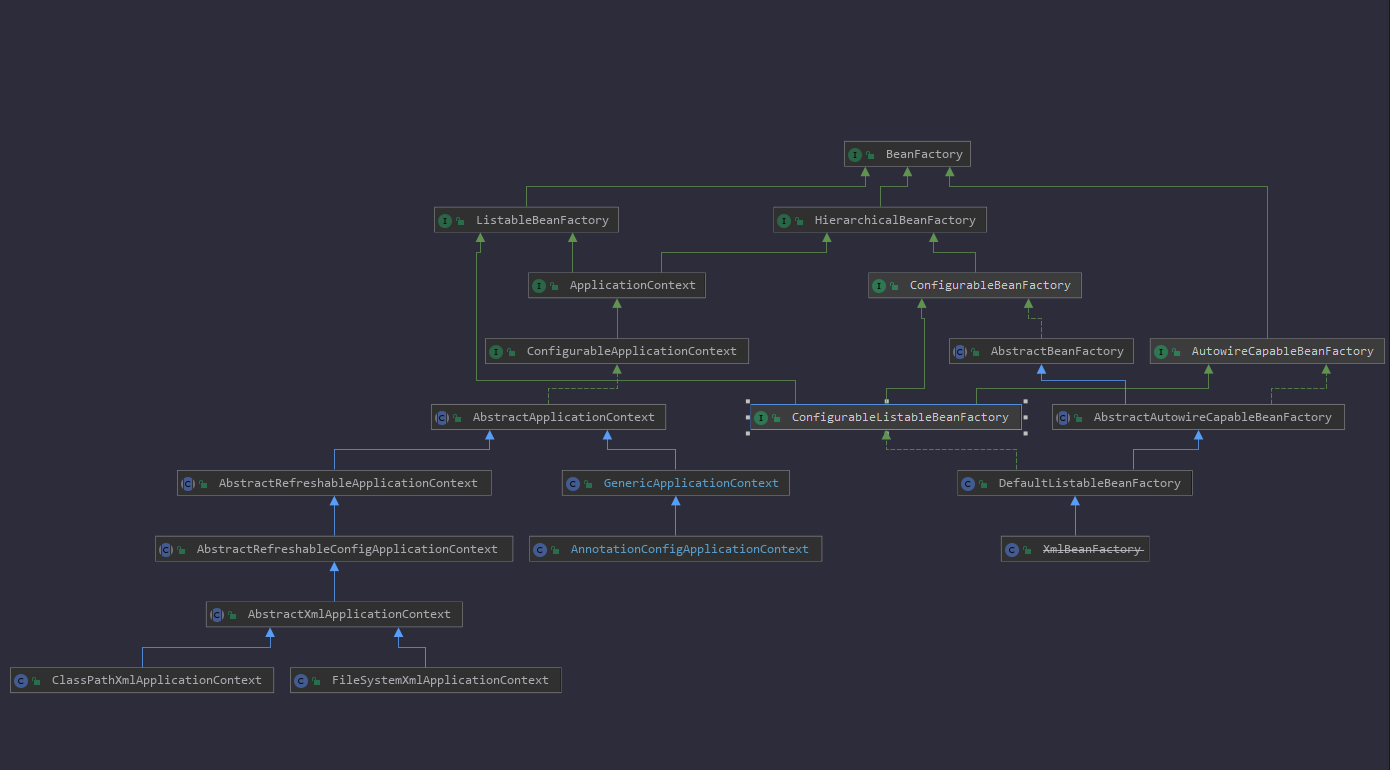 BeanFactory
ListableBeanFactory
HierarchicalBeanFactory
ApplicationContext
ConfigurableBeanFactory
ConfigurableApplicationContext
AbstractBeanFactory
AutowireCapableBeanFactory
AbstractApplicationContext
ConfigurableListableBeanFactory
AbstractAutowireCapableBeanFactory
AbstractRefreshableApplicationContext
GenericApplicationContext
DefaultListableBeanFactory
AbstractRefreshableConfigApplicationContext
AnnotationConfigApplicationContext
XmlBeanFactory
AbstractXmlApplicationContext
ClassPathXmlApplicationContext
FileSystemXmlApplicationContext